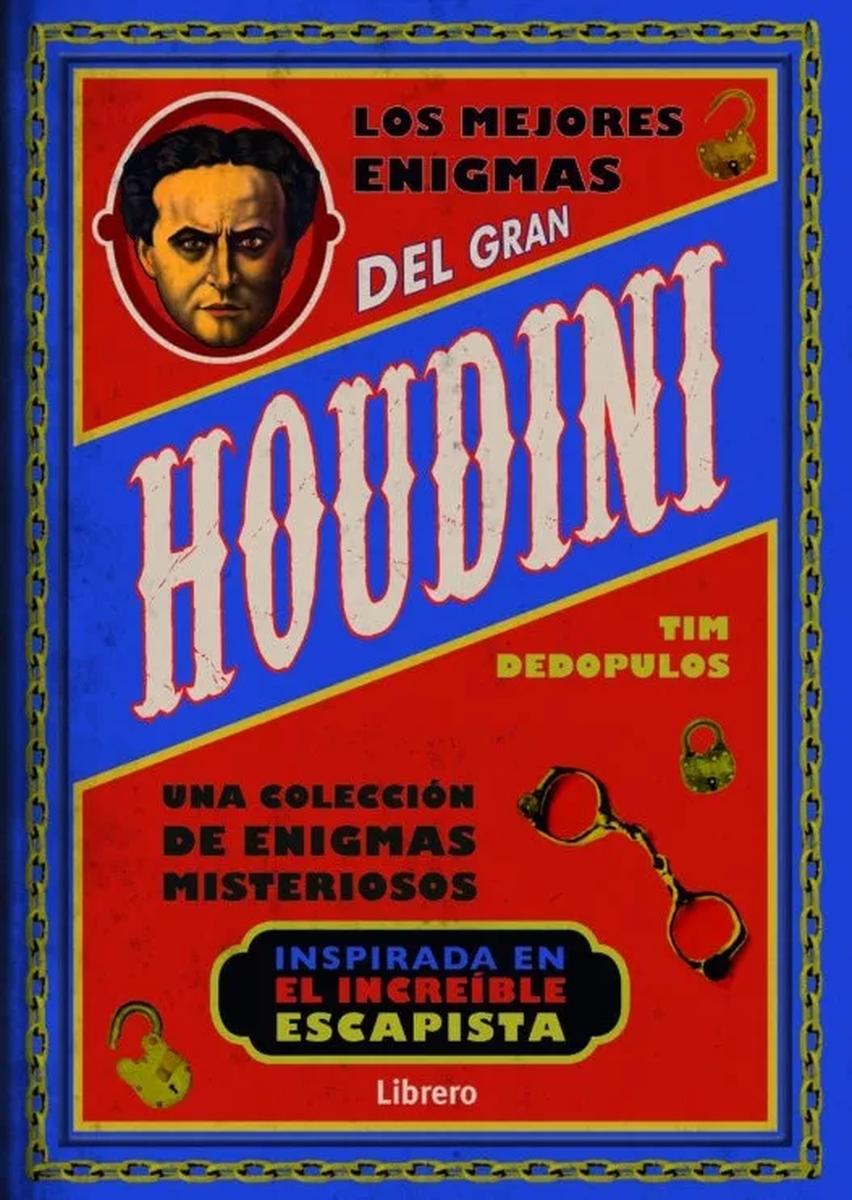 LOS MEJORES
ENIGMAS
DEL GRAN
HOUDINI
TIM
DEDOPULOS
UNA COLECCIÓN
DE ENIGMAS
MISTERIOSOS
INSPIRADA EN
EL INCREÍBLE
ESCAPISTA
Librero